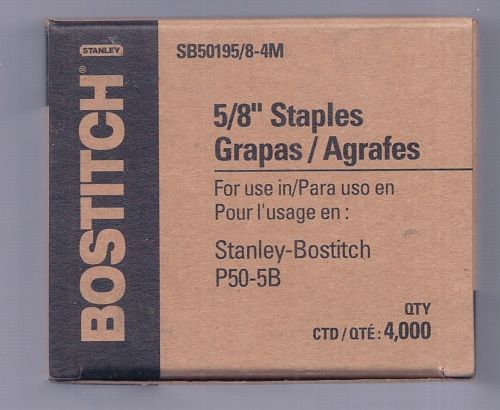 STANLEY
BOSTITCH®
SB50195/8-4M
5/8" Staples
Grapas/Agrafes
For use in/Para uso en
Pour l'usage en :
Stanley-Bostitch
P50-5B
QTY
CTD / QTÉ : 4,000